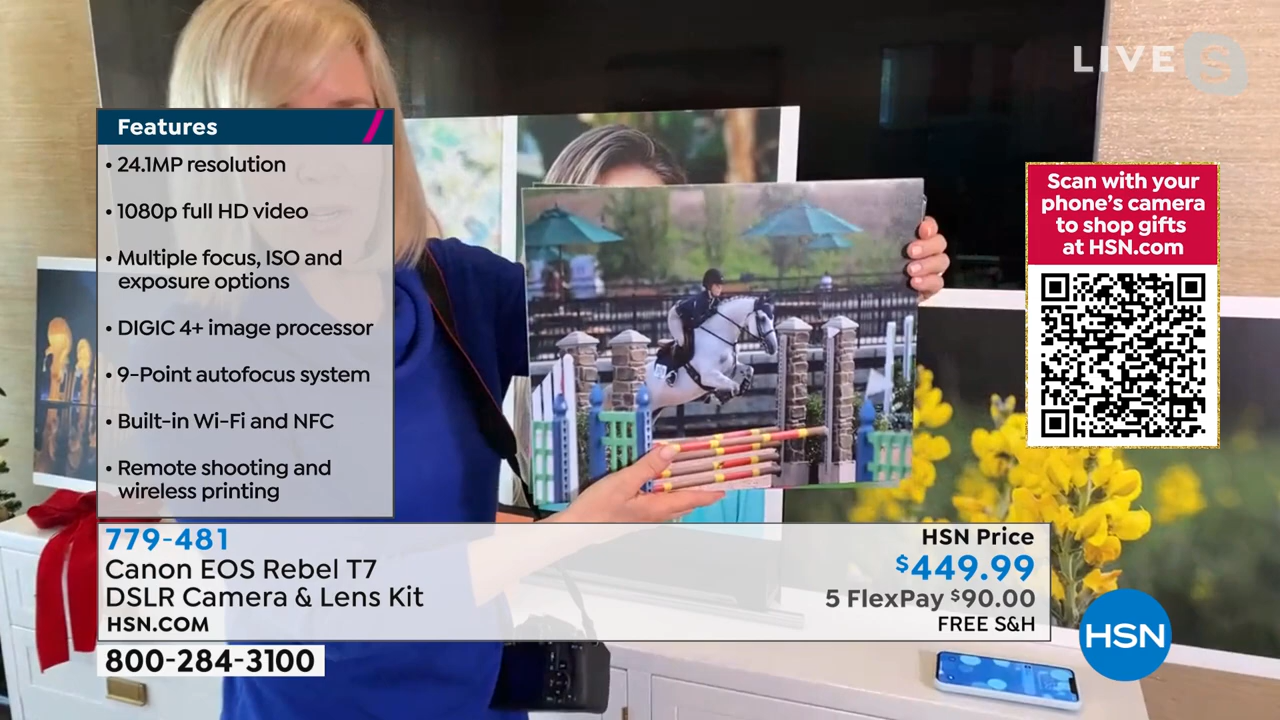 LIVE S
Features
• 24.1MP resolution
• 1080p full HD video
• Multiple focus, ISO and
exposure options
• DIGIC 4+ image processor
• 9-Point autofocus system
• Built-in Wi-Fi and NFC
• Remote shooting and
wireless printing
Scan with your
phone's camera
to shop gifts
at HSN.com
779-481
Canon EOS Rebel T7
DSLR Camera & Lens Kit
HSN.COM
HSN Price
$449.99
5 FlexPay $90.00
FREE S&H
800-284-3100
HSN